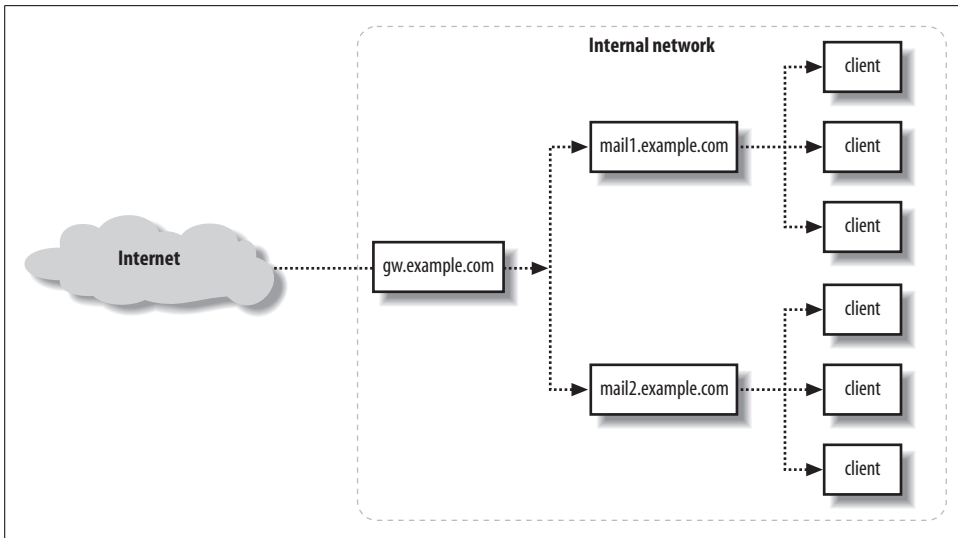 Internal network
client
mail1.example.com
client
client
Internet
gw.example.com
client
mail2.example.com
client
client